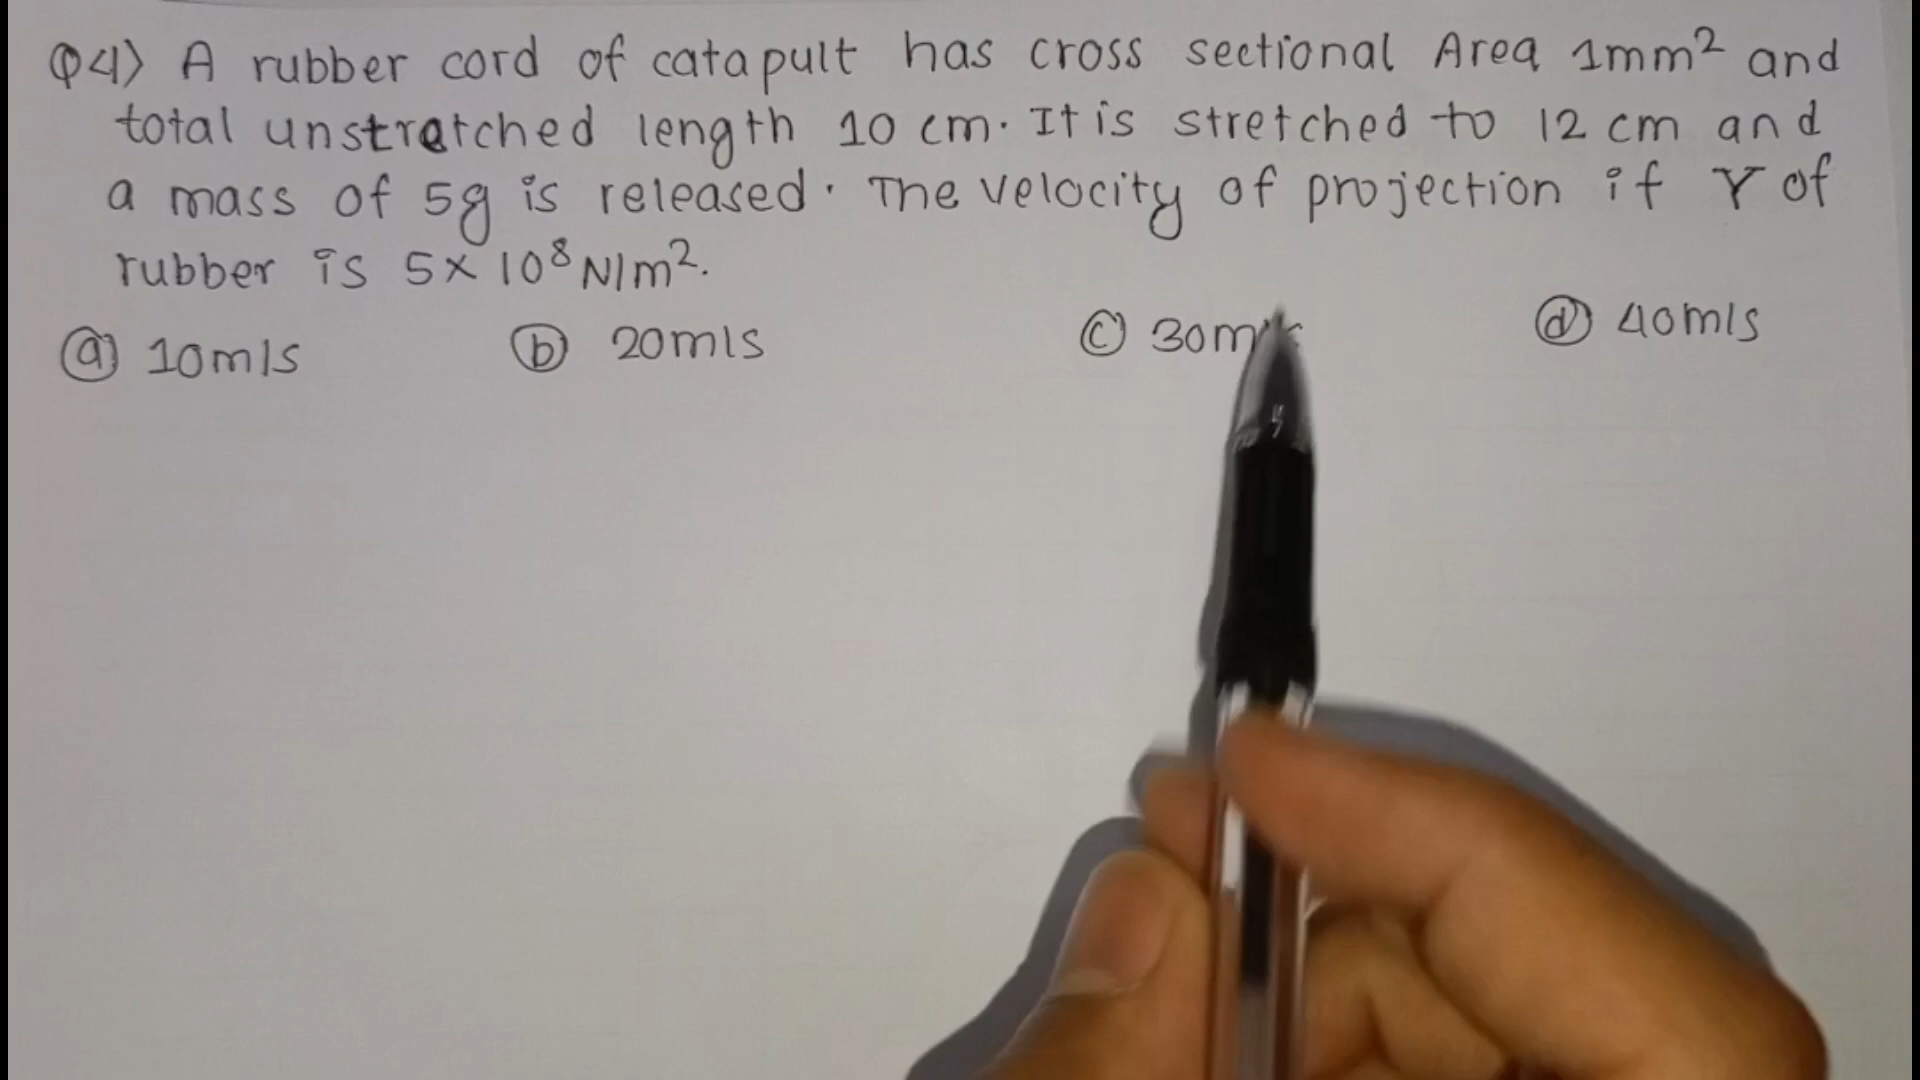 Q4) A rubber cord of catapult has cross sectional Area 1mm² and
total unstretched length 10 cm. It is stretched to 12 cm and
a mass of 5g is released. The velocity of projection if Y of
rubber is 5× 10⁸ N/m².
(a) 10m/s (b) 20m/s (c) 30m/s (d) 40m/s